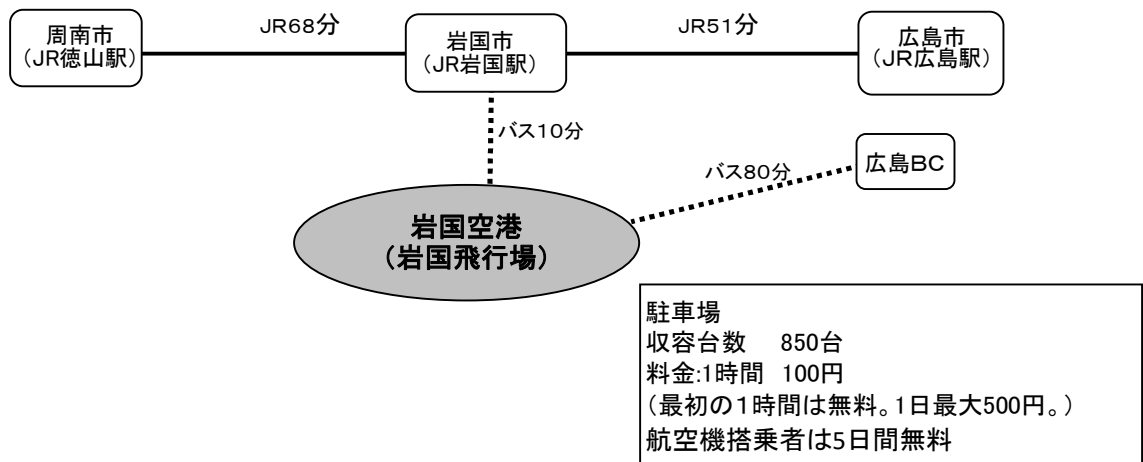 周南市
（JR徳山駅）
JR68分
岩国市
（JR岩国駅）
JR51分
広島市
（JR広島駅）
バス10分
バス80分
広島BC
岩国空港
（岩国飛行場）
駐車場
収容台数　850台
料金:1時間 100円
（最初の１時間は無料。1日最大500円。）
航空機搭乗者は5日間無料